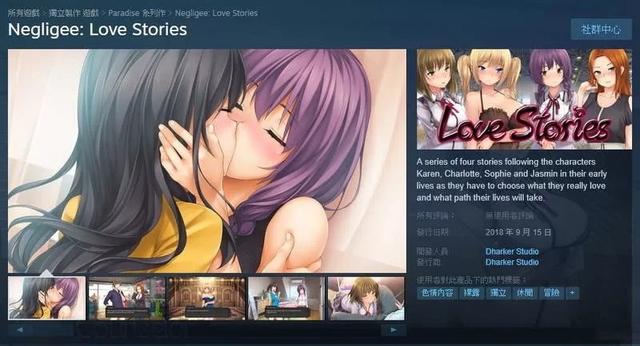 所有遊戲 > 獨立製作 遊戲 > Paradise 系列作 > Negligee: Love Stories
Negligee: Love Stories
社群中心
Love Stories
A series of four stories following the characters
Karen, Charlotte, Sophie and Jasmin in their early
lives as they have to choose what they really love
and what path their lives will take.
所有評論： 無使用者評論
發行日期： 2018 年 9 月 15 日
開發人員 Dharker Studio
發行商: Dharker Studio
使用者對此產品下的熱門標籤：
色情內容 裸露 獨立 休閒 冒險 +